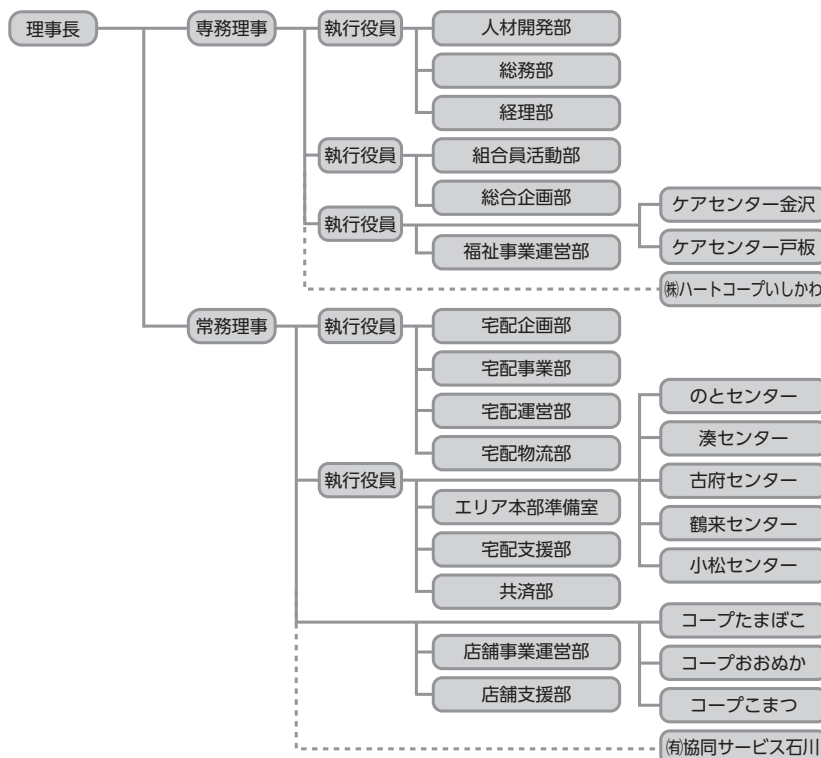 理事長
専務理事
執行役員
人材開発部
総務部
経理部
執行役員
組合員活動部
総合企画部
執行役員
福祉事業運営部
ケアセンター金沢
ケアセンター戸板
㈱ハートコープいしかわ
常務理事
執行役員
宅配企画部
宅配事業部
宅配運営部
宅配物流部
執行役員
エリア本部準備室
宅配支援部
共済部
のとセンター
湊センター
古府センター
鶴来センター
小松センター
店舗事業運営部
店舗支援部
コープたまぼこ
コープおおぬか
コープこまつ
㈲協同サービス石川